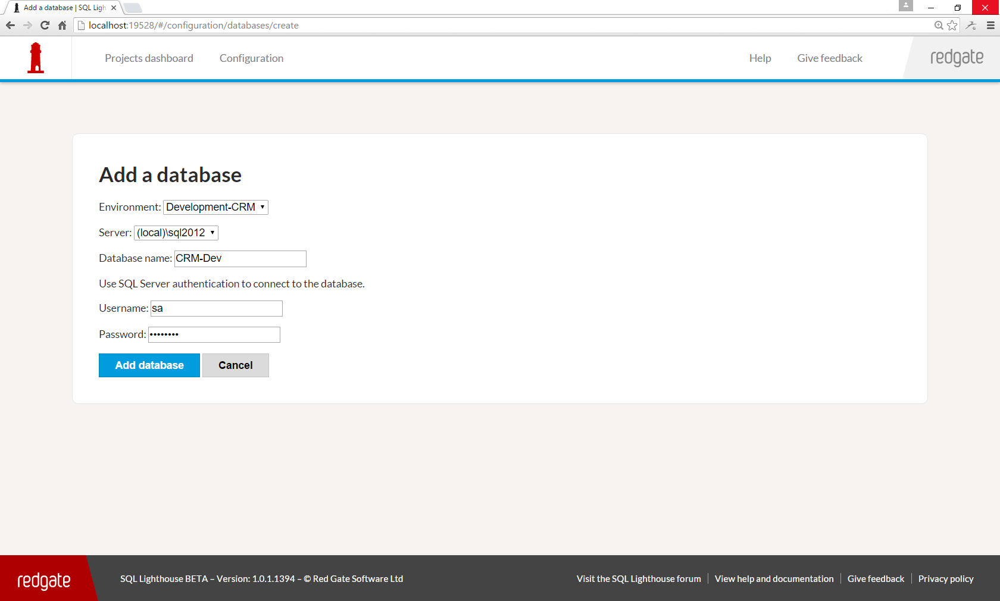 Add a database | SQL Ligh
localhost:19528/#/configuration/databases/create
Projects dashboard Configuration Help Give feedback redgate
Add a database
Environment: Development-CRM
Server: (local)\sql2012
Database name: CRM-Dev
Use SQL Server authentication to connect to the database.
Username: sa
Password: ••••••••
Add database Cancel
redgate SQL Lighthouse BETA – Version: 1.0.1.1394 – © Red Gate Software Ltd Visit the SQL Lighthouse forum View help and documentation Give feedback Privacy policy